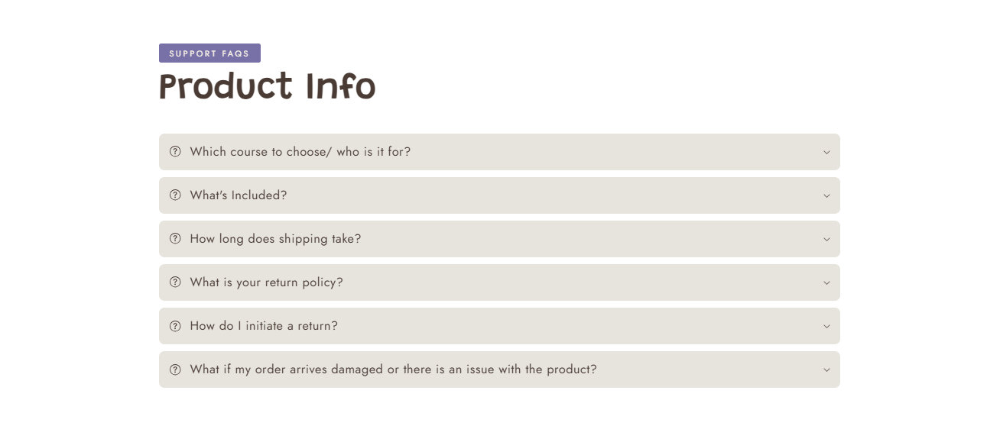 SUPPORT FAQS
Product Info
Which course to choose/ who is it for?
What's Included?
How long does shipping take?
What is your return policy?
How do I initiate a return?
What if my order arrives damaged or there is an issue with the product?